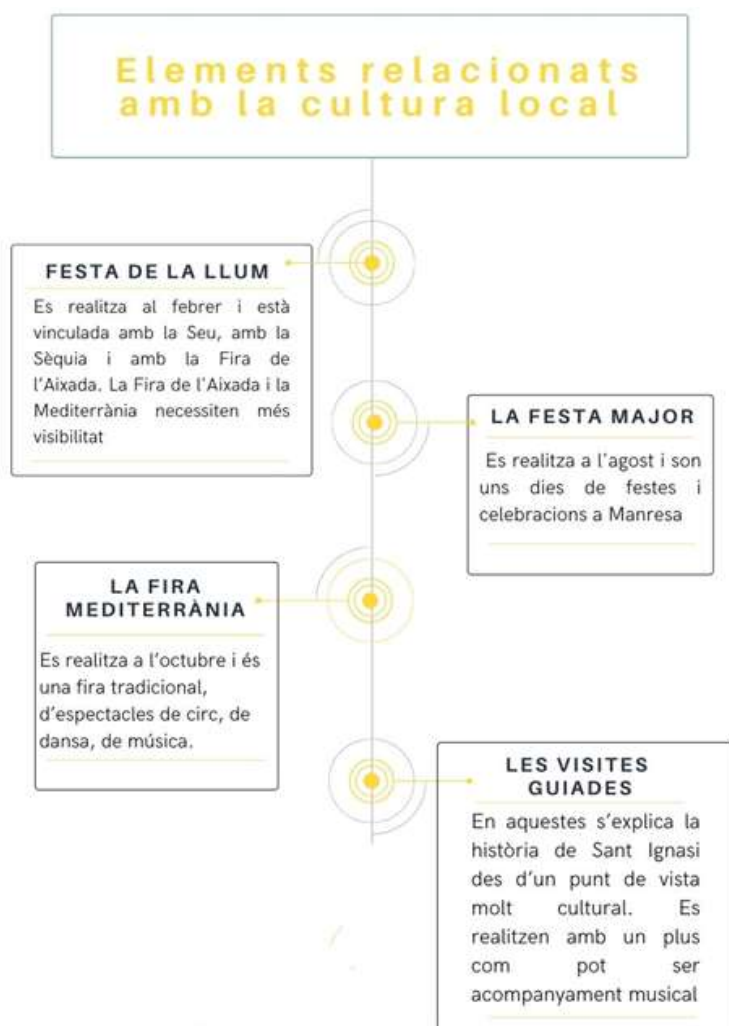 Elements relacionats
amb la cultura local
FESTA DE LA LLUM
Es realitza al febrer i està
vinculada amb la Seu, amb la
Sèquia i amb la Fira de
l'Aixada. La Fira de l'Aixada i la
Mediterrània necessiten més
visibilitat
LA FESTA MAJOR
Es realitza a l'agost i son
uns dies de festes i
celebracions a Manresa
LA FIRA
MEDITERRÀNIA
Es realitza a l'octubre i és
una fira tradicional,
d'espectacles de circ, de
dansa, de música.
LES VISITES
GUIADES
En aquestes s'explica la
història de Sant Ignasi
des d'un punt de vista
molt cultural. Es
realitzen amb un plus
com pot ser
acompanyament musical